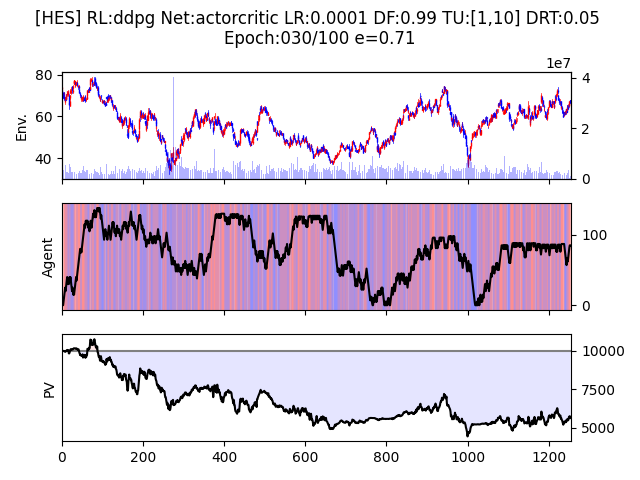 [HES] RL:ddpg Net:actorcritic LR:0.0001 DF:0.99 TU:[1,10] DRT:0.05
Epoch:030/100 e=0.71
1e7
80
60
40
Env.
4
2
0
Agent
100
0
PV
10000
7500
5000
0 200 400 600 800 1000 1200